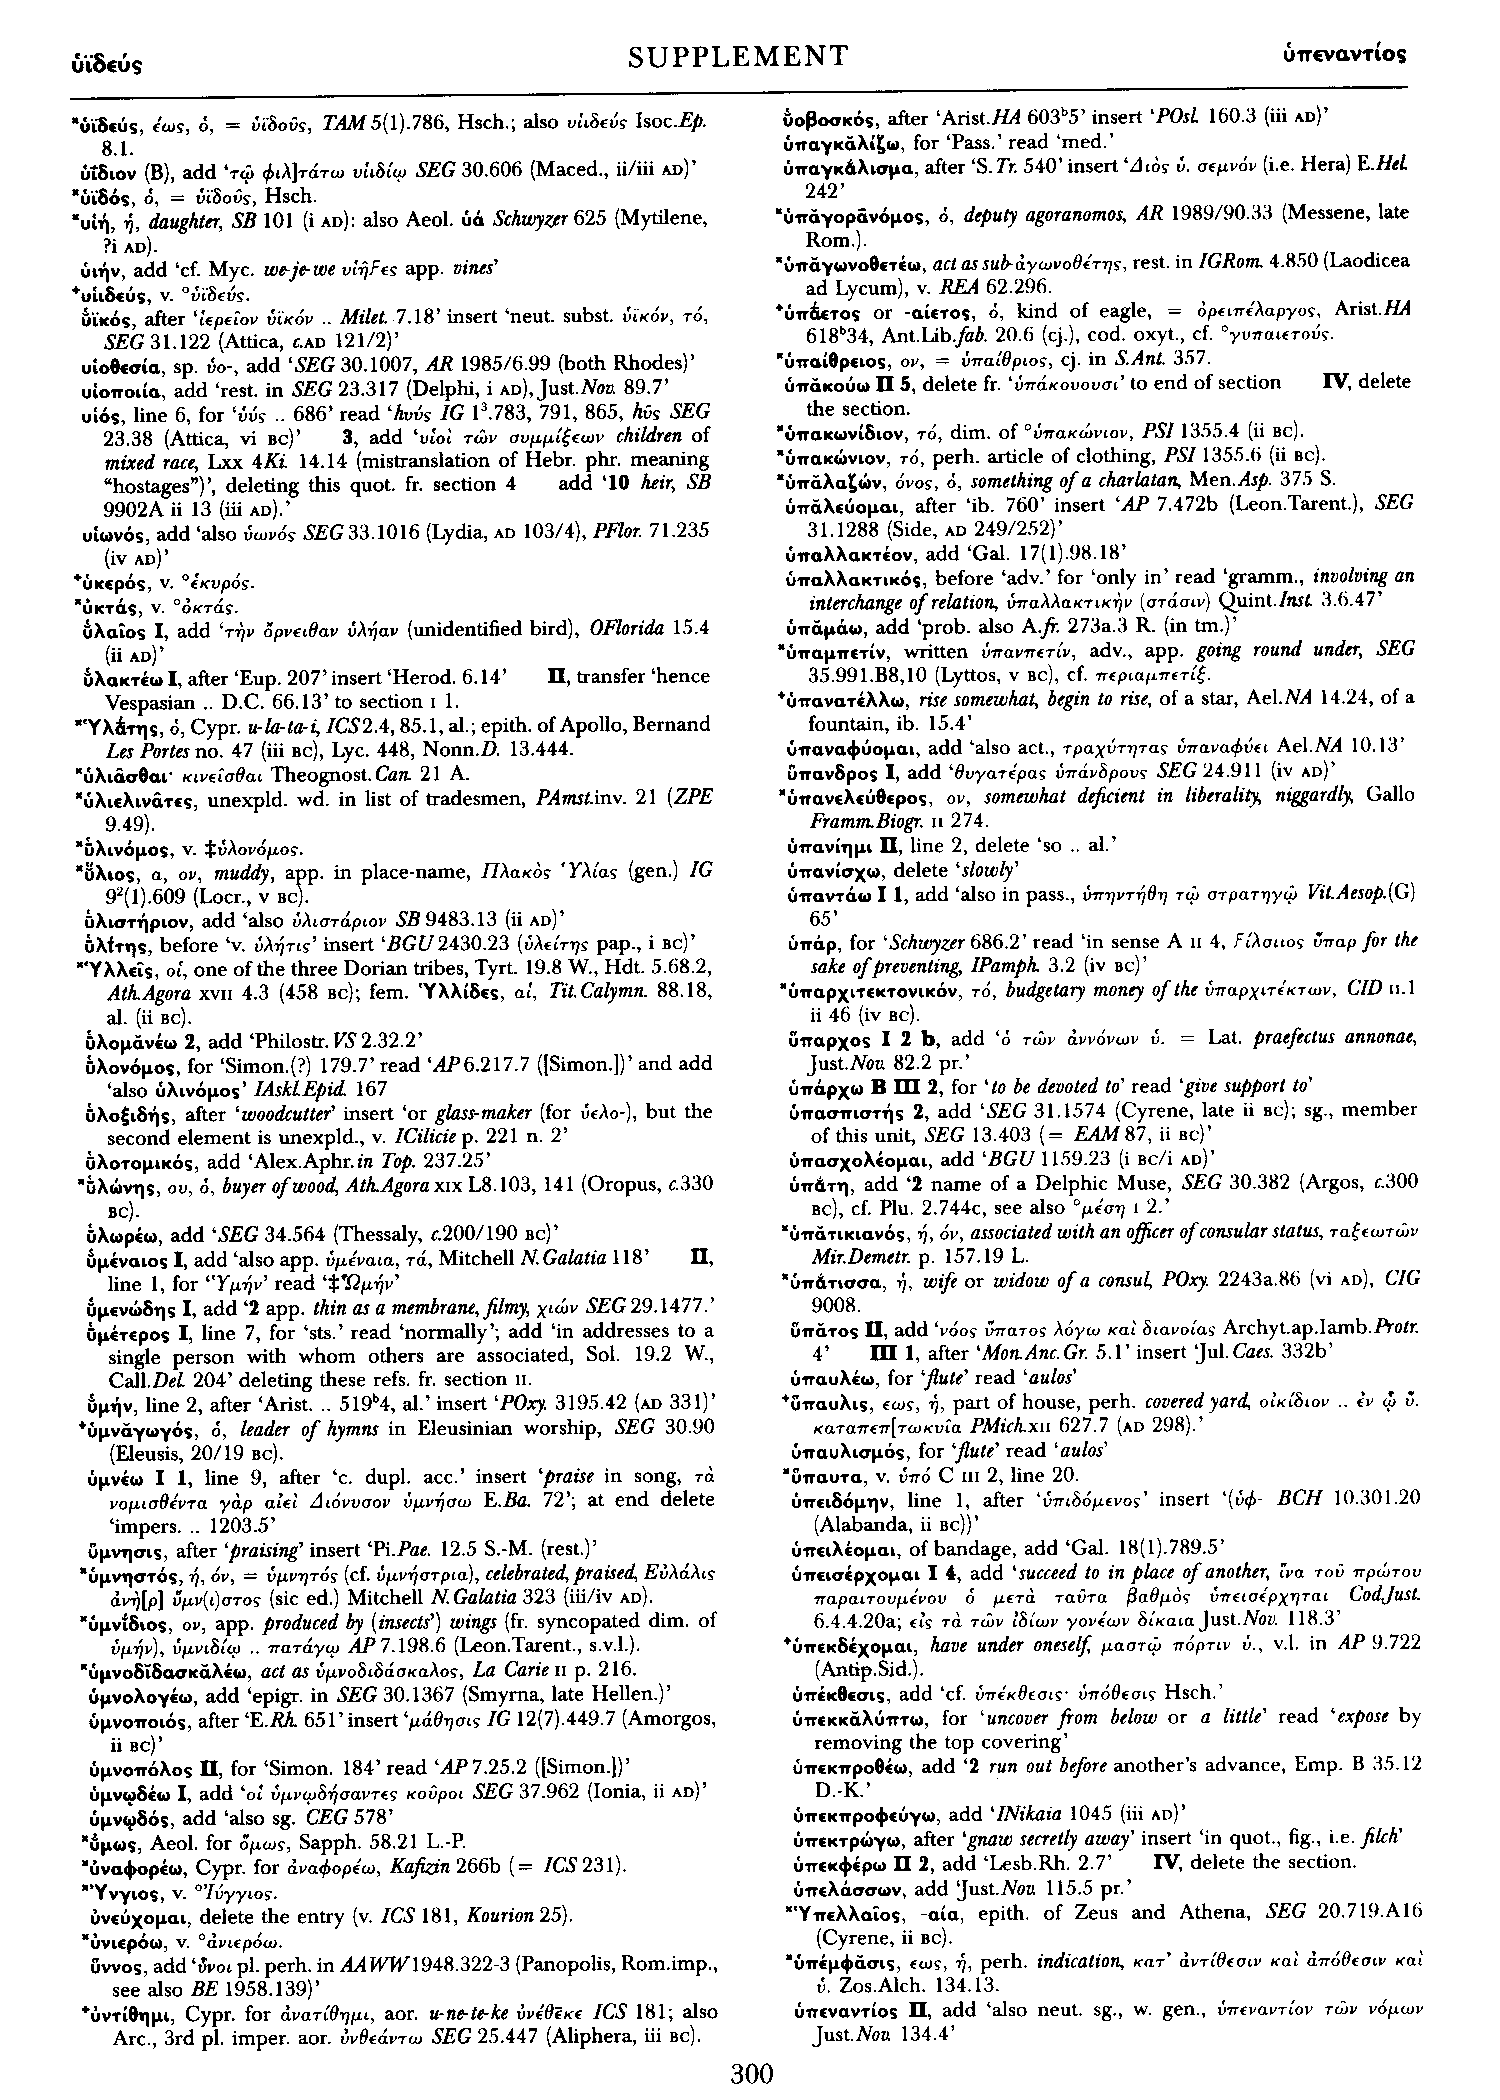 ὑϊδεύς
SUPPLEMENT
ὑπεναντίος
*ὑϊδεύς, έως, ὁ, = ὑϊδοῦς, TAM 5(1).786, Hsch.; also υἱιδεύς Isoc.Ep.
8.1.
ὑΐδιον (B), add ‘τῷ φιλ]τάτῳ υἱιδίῳ SEG 30.606 (Maced., ii/iii AD)’
*ὑϊδός, ὁ, = ὑϊδοῦς, Hsch.
*υἱή, ἡ, daughter, SB 101 (i AD): also Aeol. ὑά Schwyzer 625 (Mytilene,
?i AD).
ὑιήν, add ‘cf. Myc. we-je-we υἱῆϝες app. vines’
⁺υἱιδεύς, v. °ὑϊδεύς.
ὑϊκός, after ‘ἱερεῖον ὑϊκόν .. Milet. 7.18’ insert ‘neut. subst. ὑϊκόν, τό,
SEG 31.122 (Attica, c.AD 121/2)’
υἱοθεσία, sp. ὑο-, add ‘SEG 30.1007, AR 1985/6.99 (both Rhodes)’
υἱοποιία, add ‘rest. in SEG 23.317 (Delphi, i AD), Just.Nov. 89.7’
υἱός, line 6, for ‘ὑύς .. 686’ read ‘hυύς IG 1³.783, 791, 865, hῦς SEG
23.38 (Attica, vi BC)’ 3, add ‘υἱοὶ τῶν συμμίξεων children of
mixed race, Lxx 4Ki. 14.14 (mistranslation of Hebr. phr. meaning
“hostages”)’, deleting this quot. fr. section 4 add ‘10 heir, SB
9902A ii 13 (iii AD).’
υἱωνός, add ‘also ὑωνός SEG 33.1016 (Lydia, AD 103/4), PFlor. 71.235
(iv AD)’
⁺ὑκερός, v. °ἑκυρός.
*ὑκτάς, v. °ὀκτάς.
ὑλαῖος I, add ‘τὴν ὄρνειθαν ὑλήαν (unidentified bird), OFlorida 15.4
(ii AD)’
ὑλακτέω I, after ‘Eup. 207’ insert ‘Herod. 6.14’ II, transfer ‘hence
Vespasian .. D.C. 66.13’ to section I 1.
*Ὑλάτης, ὁ, Cypr. u-la-ta-i, ICS 2.4, 85.1, al.; epith. of Apollo, Bernand
Les Portes no. 47 (iii BC), Lyc. 448, Nonn.D. 13.444.
*ὑλιᾶσθαι· κινεῖσθαι Theognost.Can. 21 A.
*ὑλιελινᾶτες, unexpld. wd. in list of tradesmen, PAmst.inv. 21 (ZPE
9.49).
*ὑλινόμος, v. ‡ὑλονόμος.
*ὕλιος, α, ον, muddy, app. in place-name, Πλακὸς Ὑλίας (gen.) IG
9²(1).609 (Locr., v BC).
ὑλιστήριον, add ‘also ὑλιστάριον SB 9483.13 (ii AD)’
ὑλίτης, before ‘v. ὑλήτις’ insert ‘BGU 2430.23 (ὑλείτης pap., i BC)’
*Ὑλλεῖς, οἱ, one of the three Dorian tribes, Tyrt. 19.8 W., Hdt. 5.68.2,
Ath.Agora XVII 4.3 (458 BC); fem. Ὑλλίδες, αἱ, Tit.Calymn. 88.18,
al. (ii BC).
ὑλομανέω 2, add ‘Philostr.VS 2.32.2’
ὑλονόμος, for ‘Simon.(?) 179.7’ read ‘AP 6.217.7 ([Simon.])’ and add
‘also ὑλινόμος’ IAskl.Epid. 167
ὑλοξιδής, after ‘woodcutter’ insert ‘or glass-maker (for ὑελο-), but the
second element is unexpld., v. ICilicie p. 221 n. 2’
ὑλοτομικός, add ‘Alex.Aphr.in Top. 237.25’
*ὑλώνης, ου, ὁ, buyer of wood, Ath.Agora XIX L8.103, 141 (Oropus, c.330
BC).
ὑλωρέω, add ‘SEG 34.564 (Thessaly, c.200/190 BC)’
ὑμέναιος I, add ‘also app. ὑμέναια, τά, Mitchell N.Galatia 118’ II,
line 1, for ‘Ὑμήν’ read ‘‡Ὠμήν’
ὑμενώδης I, add ‘2 app. thin as a membrane, filmy, χιών SEG 29.1477.’
ὑμέτερος I, line 7, for ‘sts.’ read ‘normally’; add ‘in addresses to a
single person with whom others are associated, Sol. 19.2 W.,
Call.Del. 204’ deleting these refs. fr. section II.
ὑμήν, line 2, after ‘Arist. .. 519ᵇ4, al.’ insert ‘POxy. 3195.42 (AD 331)’
⁺ὑμνᾰγωγός, ὁ, leader of hymns in Eleusinian worship, SEG 30.90
(Eleusis, 20/19 BC).
ὑμνέω I 1, line 9, after ‘c. dupl. acc.’ insert ‘praise in song, τὰ
νομισθέντα γὰρ αἰεὶ Διόνυσον ὑμνήσω E.Ba. 72’; at end delete
‘impers. .. 1203.5’
ὕμνησις, after ‘praising’ insert ‘Pi.Pae. 12.5 S.-M. (rest.)’
*ὑμνηστός, ή, όν, = ὑμνητός (cf. ὑμνήστρια), celebrated, praised, Εὐλάλις
ἀνὴ[ρ] ὕμν(ι)στος (sic ed.) Mitchell N.Galatia 323 (iii/iv AD).
*ὑμνίδιος, ον, app. produced by (insects’) wings (fr. syncopated dim. of
ὑμήν), ὑμνιδίῳ .. πατάγῳ AP 7.198.6 (Leon.Tarent., s.v.l.).
*ὑμνοδῐδασκᾰλέω, act as ὑμνοδιδάσκαλος, La Carie II p. 216.
ὑμνολογέω, add ‘epigr. in SEG 30.1367 (Smyrna, late Hellen.)’
ὑμνοποιός, after ‘E.Rh. 651’ insert ‘μάθησις IG 12(7).449.7 (Amorgos,
ii BC)’
ὑμνοπόλος II, for ‘Simon. 184’ read ‘AP 7.25.2 ([Simon.])’
ὑμνῳδέω I, add ‘οἱ ὑμνῳδήσαντες κοῦροι SEG 37.962 (Ionia, ii AD)’
ὑμνῳδός, add ‘also sg. CEG 578’
*ὔμως, Aeol. for ὅμως, Sapph. 58.21 L.-P.
*ὐναφορέω, Cypr. for ἀναφορέω, Kafizin 266b (= ICS 231).
*Ὕνγιος, v. °Ἰύγγιος.
ὑνεύχομαι, delete the entry (v. ICS 181, Kourion 25).
*ὑνιερόω, v. °ἀνιερόω.
ὕννος, add ‘ὕνοι pl. perh. in AAWW 1948.322-3 (Panopolis, Rom.imp.,
see also BE 1958.139)’
⁺ὑντίθημι, Cypr. for ἀνατίθημι, aor. u-ne-te-ke ὐνέθε̄κε ICS 181; also
Arc., 3rd pl. imper. aor. ὐνθεάντω SEG 25.447 (Aliphera, iii BC).
ὑοβοσκός, after ‘Arist.HA 603ᵇ5’ insert ‘POsl. 160.3 (iii AD)’
ὑπαγκᾰλίζω, for ‘Pass.’ read ‘med.’
ὑπαγκάλισμα, after ‘S.Tr. 540’ insert ‘Διὸς ὑ. σεμνόν (i.e. Hera) E.Hel.
242’
*ὑπᾰγορᾱνόμος, ὁ, deputy agoranomos, AR 1989/90.33 (Messene, late
Rom.).
*ὑπᾰγωνοθετέω, act as sub-ἀγωνοθέτης, rest. in IGRom. 4.850 (Laodicea
ad Lycum), v. REA 62.296.
⁺ὑπάετος or -αίετος, ὁ, kind of eagle, = ὀρειπέλαργος, Arist.HA
618ᵇ34, Ant.Lib.fab. 20.6 (cj.), cod. oxyt., cf. °γυπαιετούς.
*ὑπαίθρειος, ον, = ὑπαίθριος, cj. in S.Ant. 357.
ὑπᾰκούω II 5, delete fr. ‘ὑπάκουουσι’ to end of section IV, delete
the section.
*ὑπακωνίδιον, τό, dim. of °ὑπακώνιον, PSI 1355.4 (ii BC).
*ὑπακώνιον, τό, perh. article of clothing, PSI 1355.6 (ii BC).
*ὑπᾰλαζών, όνος, ὁ, something of a charlatan, Men.Asp. 375 S.
ὑπᾰλεύομαι, after ‘ib. 760’ insert ‘AP 7.472b (Leon.Tarent.), SEG
31.1288 (Side, AD 249/252)’
ὑπαλλακτέον, add ‘Gal. 17(1).98.18’
ὑπαλλακτικός, before ‘adv.’ for ‘only in’ read ‘gramm., involving an
interchange of relation, ὑπαλλακτικὴν (στάσιν) Quint.Inst. 3.6.47’
ὑπᾰμάω, add ‘prob. also A.fr. 273a.3 R. (in tm.)’
*ὑπαμπετίν, written ὑπανπετίν, adv., app. going round under, SEG
35.991.B8,10 (Lyttos, v BC), cf. περιαμπετίξ.
⁺ὑπανατέλλω, rise somewhat, begin to rise, of a star, Ael.NA 14.24, of a
fountain, ib. 15.4’
ὑπαναφύομαι, add ‘also act., τραχύτητας ὑπαναφύει Ael.NA 10.13’
ὕπανδρος I, add ‘θυγατέρας ὑπάνδρους SEG 24.911 (iv AD)’
*ὑπανελεύθερος, ον, somewhat deficient in liberality, niggardly, Gallo
Framm.Biogr. II 274.
ὑπανίημι II, line 2, delete ‘so .. al.’
ὑπανίσχω, delete ‘slowly’
ὑπαντάω I 1, add ‘also in pass., ὑπηντήθη τῷ στρατηγῷ Vit.Aesop.(G)
65’
ὑπάρ, for ‘Schwyzer 686.2’ read ‘in sense A II 4, Ϝίλσιιος ὕπαρ for the
sake of preventing, IPamph. 3.2 (iv BC)’
*ὑπαρχιτεκτονικόν, τό, budgetary money of the ὑπαρχιτέκτων, CID II.1
ii 46 (iv BC).
ὕπαρχος I 2 b, add ‘ὁ τῶν ἀννόνων ὑ. = Lat. praefectus annonae,
Just.Nov. 82.2 pr.’
ὑπάρχω B III 2, for ‘to be devoted to’ read ‘give support to’
ὑπασπιστής 2, add ‘SEG 31.1574 (Cyrene, late ii BC); sg., member
of this unit, SEG 13.403 (= EAM 87, ii BC)’
ὑπασχολέομαι, add ‘BGU 1159.23 (i BC/i AD)’
ὑπάτη, add ‘2 name of a Delphic Muse, SEG 30.382 (Argos, c.300
BC), cf. Plu. 2.744c, see also °μέση I 2.’
*ὑπᾰτικιανός, ή, όν, associated with an officer of consular status, ταξεωτῶν
Mir.Demetr. p. 157.19 L.
*ὑπάτισσα, ἡ, wife or widow of a consul, POxy. 2243a.86 (vi AD), CIG
9008.
ὕπᾰτος II, add ‘νόος ὕπατος λόγω καὶ διανοίας Archyt.ap.Iamb.Protr.
4’ III 1, after ‘Mon.Anc.Gr. 5.1’ insert ‘Jul.Caes. 332b’
ὑπαυλέω, for ‘flute’ read ‘aulos’
⁺ὕπαυλις, εως, ἡ, part of house, perh. covered yard, οἰκίδιον .. ἐν ᾧ ὕ.
καταπεπ[τωκυῖα PMich.XII 627.7 (AD 298).’
ὑπαυλισμός, for ‘flute’ read ‘aulos’
*ὕπαυτα, v. ὑπό C III 2, line 20.
ὑπειδόμην, line 1, after ‘ὑπιδόμενος’ insert ‘(ὑφ- BCH 10.301.20
(Alabanda, ii BC))’
ὑπειλέομαι, of bandage, add ‘Gal. 18(1).789.5’
ὑπεισέρχομαι I 4, add ‘succeed to in place of another, ἵνα τοῦ πρώτου
παραιτουμένου ὁ μετὰ ταῦτα βαθμὸς ὑπεισέρχηται Cod.Just.
6.4.4.20a; εἰς τὰ τῶν ἰδίων γονέων δίκαια Just.Nov. 118.3’
⁺ὑπεκδέχομαι, have under oneself, μαστῷ πόρτιν ὑ., v.l. in AP 9.722
(Antip.Sid.).
ὑπέκθεσις, add ‘cf. ὑπέκθεσις· ὑπόθεσις Hsch.’
ὑπεκκᾰλύπτω, for ‘uncover from below or a little’ read ‘expose by
removing the top covering’
ὑπεκπροθέω, add ‘2 run out before another’s advance, Emp. B 35.12
D.-K.’
ὑπεκπροφεύγω, add ‘INikaia 1045 (iii AD)’
ὑπεκτρώγω, after ‘gnaw secretly away’ insert ‘in quot., fig., i.e. filch’
ὑπεκφέρω II 2, add ‘Lesb.Rh. 2.7’ IV, delete the section.
ὑπελάσσων, add ‘Just.Nov. 115.5 pr.’
*Ὑπελλαῖος, -αία, epith. of Zeus and Athena, SEG 20.719.A16
(Cyrene, ii BC).
*ὑπέμφᾰσις, εως, ἡ, perh. indication, κατ’ ἀντίθεσιν καὶ ἀπόθεσιν καὶ
ὑ. Zos.Alch. 134.13.
ὑπεναντίος II, add ‘also neut. sg., w. gen., ὑπεναντίον τῶν νόμων
Just.Nov. 134.4’
300